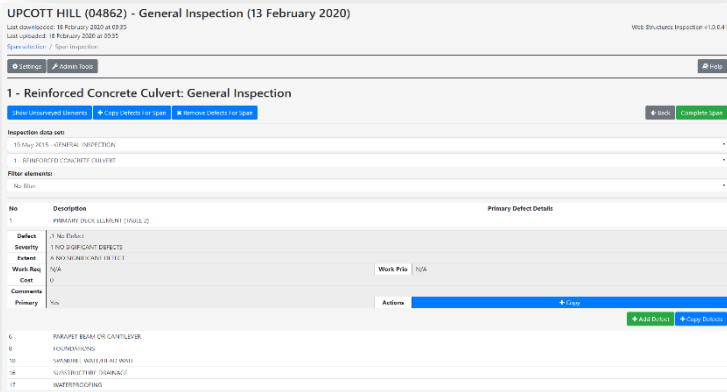 UPCOTT HILL (04862) - General Inspection (13 February 2020)
Last downloaded: 18 February 2020 at 09:35
Web Structures Inspection v1.0.0.41
Last uploaded: 18 February 2020 at 09:35
Span selection / Span inspection
Settings Admin Tools Help
1 - Reinforced Concrete Culvert: General Inspection
Show Unsurveyed Elements + Copy Defects For Span × Remove Defects For Span Back Complete Span
Inspection data set:
19 May 2015 - GENERAL INSPECTION
1 - REINFORCED CONCRETE CULVERT
Filter elements:
No filter
No Description Primary Defect Details
1 PRIMARY DECK ELEMENT (TABLE 2)
Defect .1 No Defect
Severity 1 NO SIGNIFICANT DEFECTS
Extent A NO SIGNIFICANT DEFECT
Work Req N/A Work Prio N/A
Cost 0
Comments
Primary Yes Actions + Copy
+ Add Defect + Copy Defects
6 PARAPET BEAM OR CANTILEVER
8 FOUNDATIONS
10 SPANDREL WALL/HEAD WALL
16 SUBSTRUCTURE DRAINAGE
17 WATERPROOFING